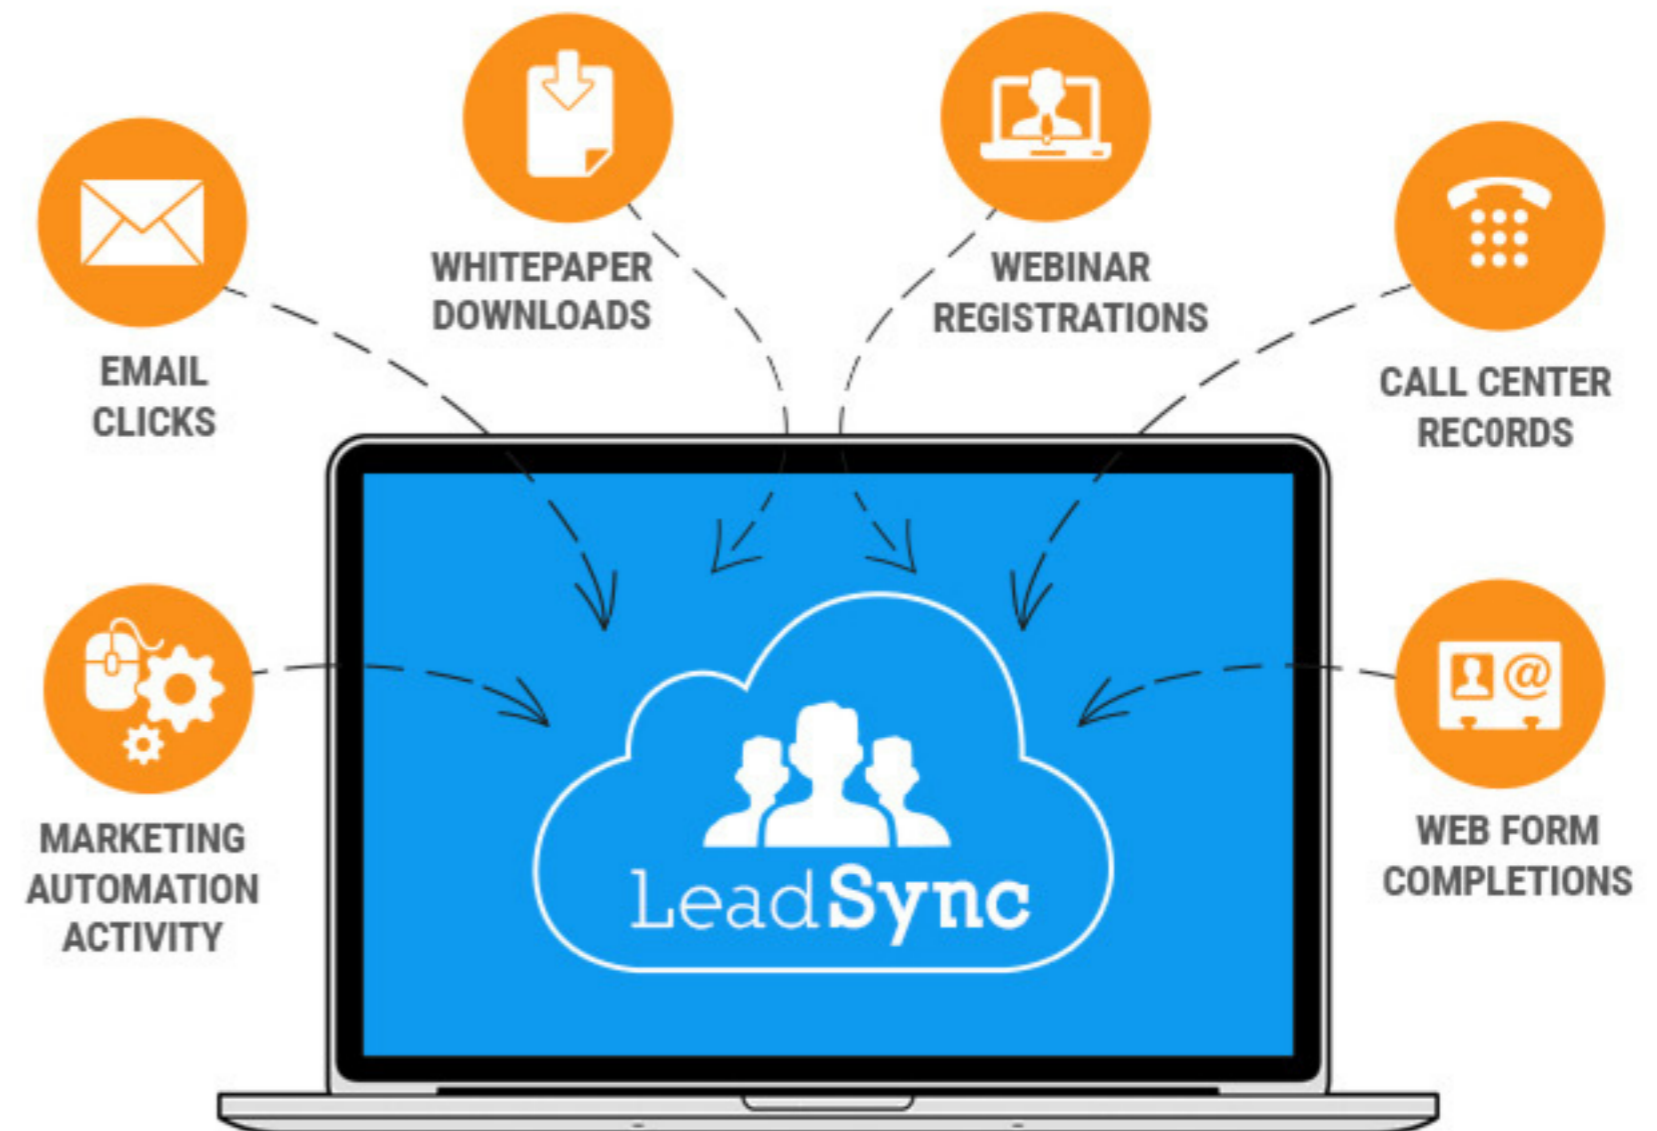 WHITEPAPER
DOWNLOADS
WEBINAR
REGISTRATIONS
EMAIL
CLICKS
CALL CENTER
RECORDS
MARKETING
AUTOMATION
ACTIVITY
WEB FORM
COMPLETIONS
@
LeadSync